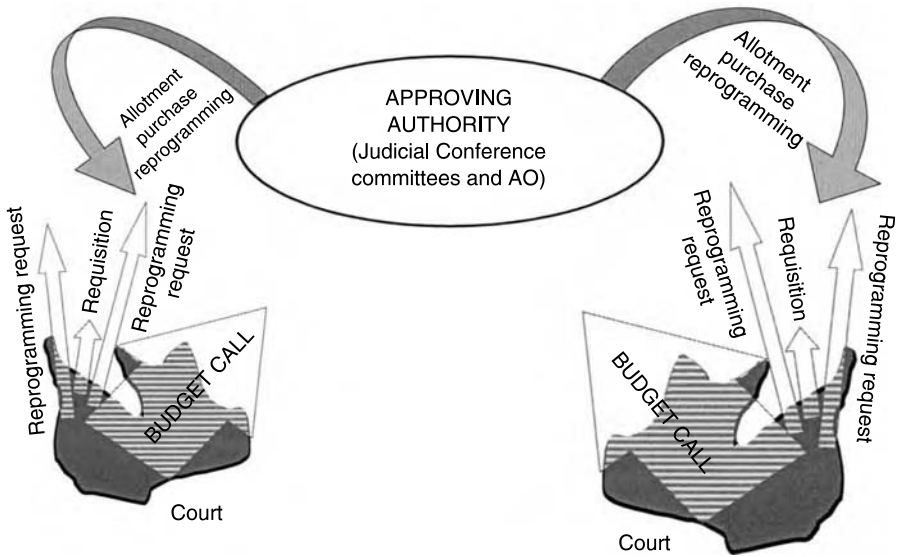 Allotment
purchase
reprogramming
APPROVING
AUTHORITY
(Judicial Conference
committees and AO)
Allotment
purchase
reprogramming
Reprogramming request
Requisition
Reprogramming
request
BUDGET CALL
Court
Reprogramming
request
Requisition
Reprogramming request
BUDGET CALL
Court